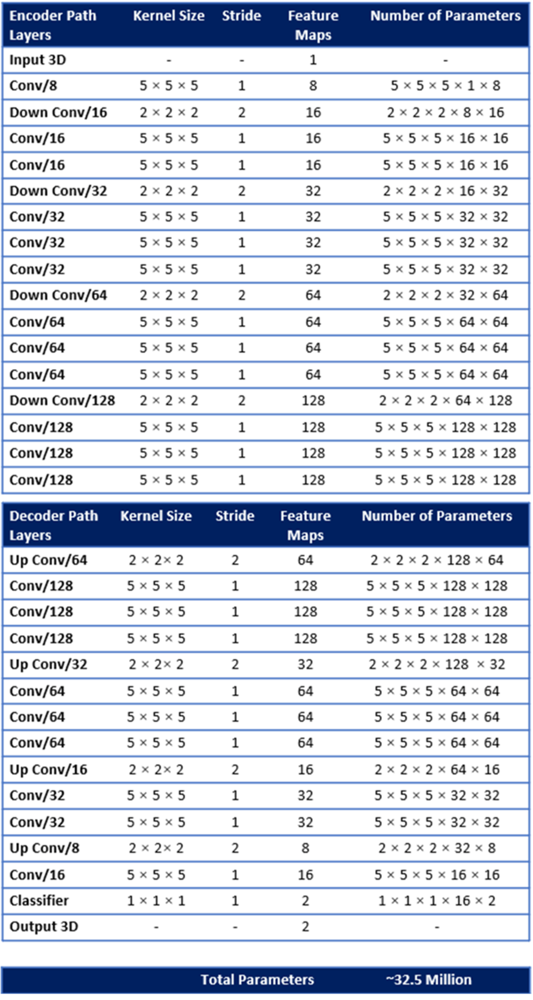 Encoder Path Layers Kernel Size Stride Feature Maps Number of Parameters
Input 3D - - 1 -
Conv/8 5 × 5 × 5 1 8 5 × 5 × 5 × 1 × 8
Down Conv/16 2 × 2 × 2 2 16 2 × 2 × 2 × 8 × 16
Conv/16 5 × 5 × 5 1 16 5 × 5 × 5 × 16 × 16
Conv/16 5 × 5 × 5 1 16 5 × 5 × 5 × 16 × 16
Down Conv/32 2 × 2 × 2 2 32 2 × 2 × 2 × 16 × 32
Conv/32 5 × 5 × 5 1 32 5 × 5 × 5 × 32 × 32
Conv/32 5 × 5 × 5 1 32 5 × 5 × 5 × 32 × 32
Conv/32 5 × 5 × 5 1 32 5 × 5 × 5 × 32 × 32
Down Conv/64 2 × 2 × 2 2 64 2 × 2 × 2 × 32 × 64
Conv/64 5 × 5 × 5 1 64 5 × 5 × 5 × 64 × 64
Conv/64 5 × 5 × 5 1 64 5 × 5 × 5 × 64 × 64
Conv/64 5 × 5 × 5 1 64 5 × 5 × 5 × 64 × 64
Down Conv/128 2 × 2 × 2 2 128 2 × 2 × 2 × 64 × 128
Conv/128 5 × 5 × 5 1 128 5 × 5 × 5 × 128 × 128
Conv/128 5 × 5 × 5 1 128 5 × 5 × 5 × 128 × 128
Conv/128 5 × 5 × 5 1 128 5 × 5 × 5 × 128 × 128
Decoder Path Layers Kernel Size Stride Feature Maps Number of Parameters
Up Conv/64 2 × 2× 2 2 64 2 × 2 × 2 × 128 × 64
Conv/128 5 × 5 × 5 1 128 5 × 5 × 5 × 128 × 128
Conv/128 5 × 5 × 5 1 128 5 × 5 × 5 × 128 × 128
Conv/128 5 × 5 × 5 1 128 5 × 5 × 5 × 128 × 128
Up Conv/32 2 × 2× 2 2 32 2 × 2 × 2 × 128 × 32
Conv/64 5 × 5 × 5 1 64 5 × 5 × 5 × 64 × 64
Conv/64 5 × 5 × 5 1 64 5 × 5 × 5 × 64 × 64
Conv/64 5 × 5 × 5 1 64 5 × 5 × 5 × 64 × 64
Up Conv/16 2 × 2× 2 2 16 2 × 2 × 2 × 64 × 16
Conv/32 5 × 5 × 5 1 32 5 × 5 × 5 × 32 × 32
Conv/32 5 × 5 × 5 1 32 5 × 5 × 5 × 32 × 32
Up Conv/8 2 × 2× 2 2 8 2 × 2 × 2 × 32 × 8
Conv/16 5 × 5 × 5 1 16 5 × 5 × 5 × 16 × 16
Classifier 1 × 1 × 1 1 2 1 × 1 × 1 × 16 × 2
Output 3D - - 2 -
Total Parameters ~32.5 Million